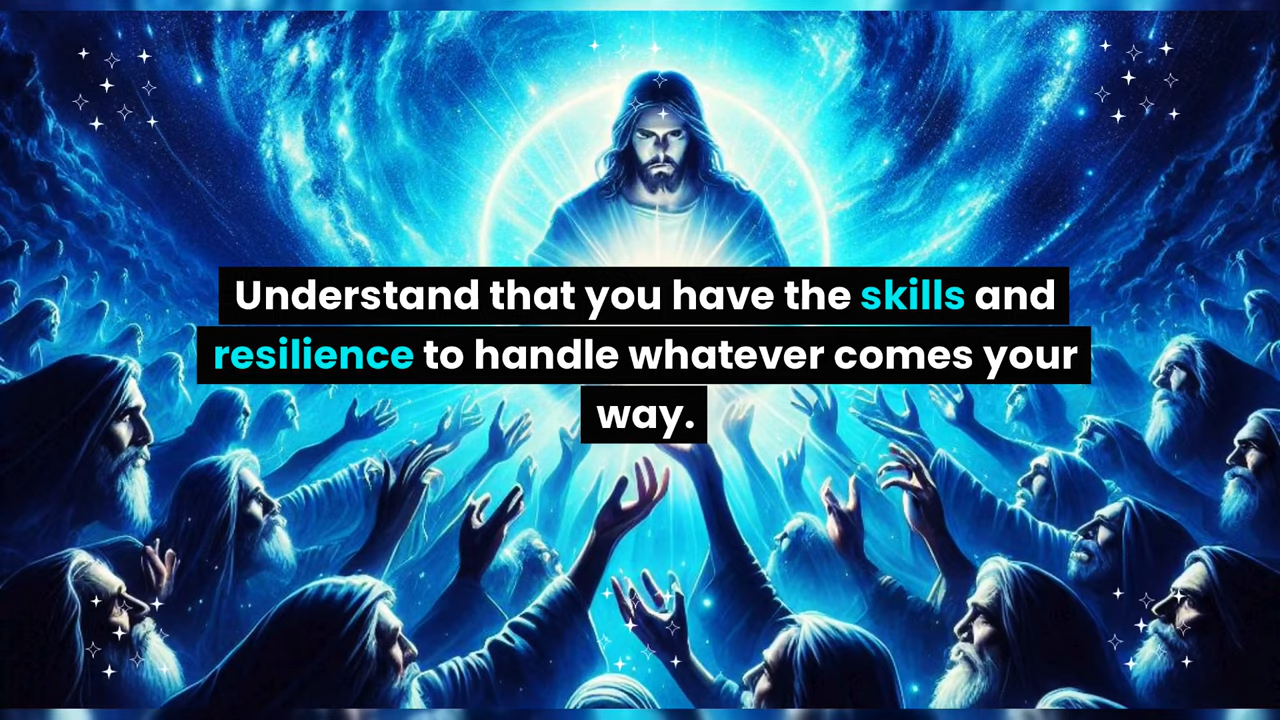 Understand that you have the skills and
resilience to handle whatever comes your
way.